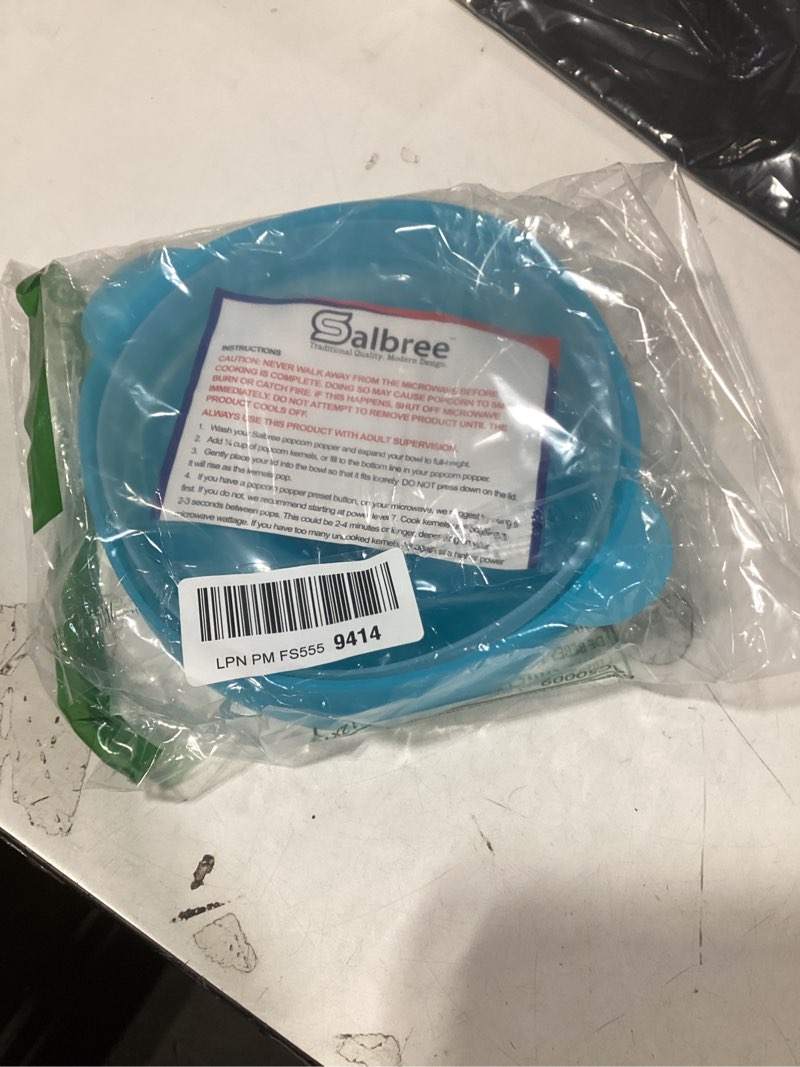 Salbree
Traditional Quality. Modern Design.
INSTRUCTIONS
CAUTION: NEVER WALK AWAY FROM THE MICROWAVE BEFORE
COOKING IS COMPLETE. DOING SO MAY CAUSE POPCORN TO
BURN OR CATCH FIRE. IF THIS HAPPENS, SHUT OFF MICROWAVE
IMMEDIATELY. DO NOT ATTEMPT TO REMOVE PRODUCT UNTIL THE
PRODUCT COOLS OFF.
ALWAYS USE THIS PRODUCT WITH ADULT SUPERVISION
1. Wash your Salbree popcorn popper and expand your bowl to full-height.
2. Add ¼ cup of popcorn kernels, or fill to the bottom line in your popcorn popper.
3. Gently place your lid into the bowl so that it fits loosely. DO NOT press down on the lid.
It will rise as the kernels pop.
4. If you have a popcorn popper preset button, on your microwave, we
first. If you do not, we recommend starting at power level 7. Cook
2-3 seconds between pops. This could be 2-4 minutes or longer, depending on your
microwave wattage. If you have too many uncooked again at a power
LPN PM FS555 9414